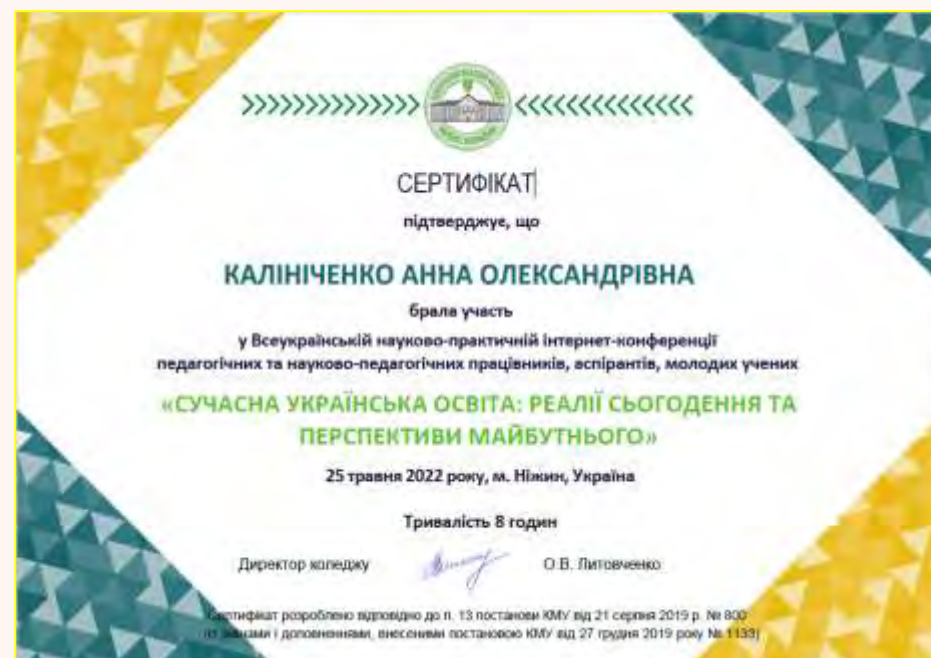 СЕРТИФІКАТ
підтверджує, що
КАЛІНІЧЕНКО АННА ОЛЕКСАНДРІВНА
брала участь
у Всеукраїнській науково-практичній інтернет-конференції
педагогічних та науково-педагогічних працівників, аспірантів, молодих учених
«СУЧАСНА УКРАЇНСЬКА ОСВІТА: РЕАЛІЇ СЬОГОДЕННЯ ТА
ПЕРСПЕКТИВИ МАЙБУТНЬОГО»
25 травня 2022 року, м. Ніжин, Україна
Тривалість 8 годин
Директор коледжу О.В. Литовченко
Сертифікат розроблено відповідно до п. 13 постанови КМУ від 21 серпня 2019 р. № 800
(із змінами і доповненнями, внесеними постановою КМУ від 27 грудня 2019 року № 1133)